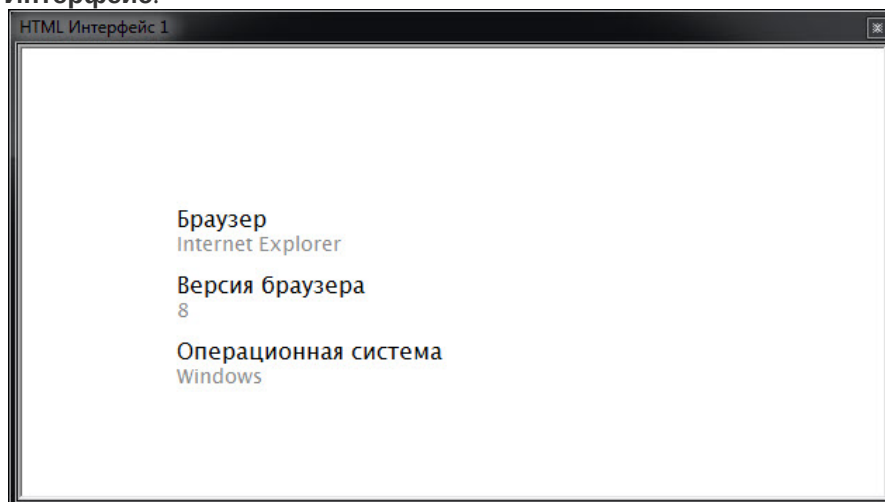 Интерфейс.
HTML Интерфейс 1
Браузер
Internet Explorer
Версия браузера
8
Операционная система
Windows